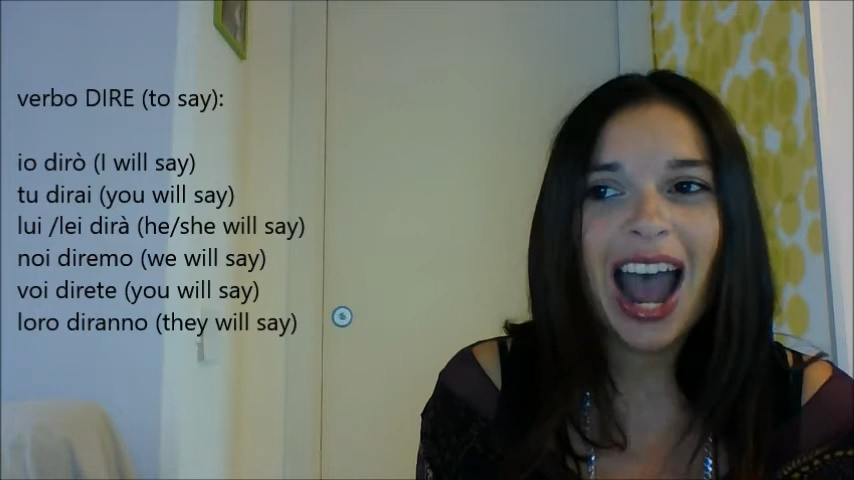 verbo DIRE (to say):
io dirò (I will say)
tu dirai (you will say)
lui /lei dirà (he/she will say)
noi diremo (we will say)
voi direte (you will say)
loro diranno (they will say)